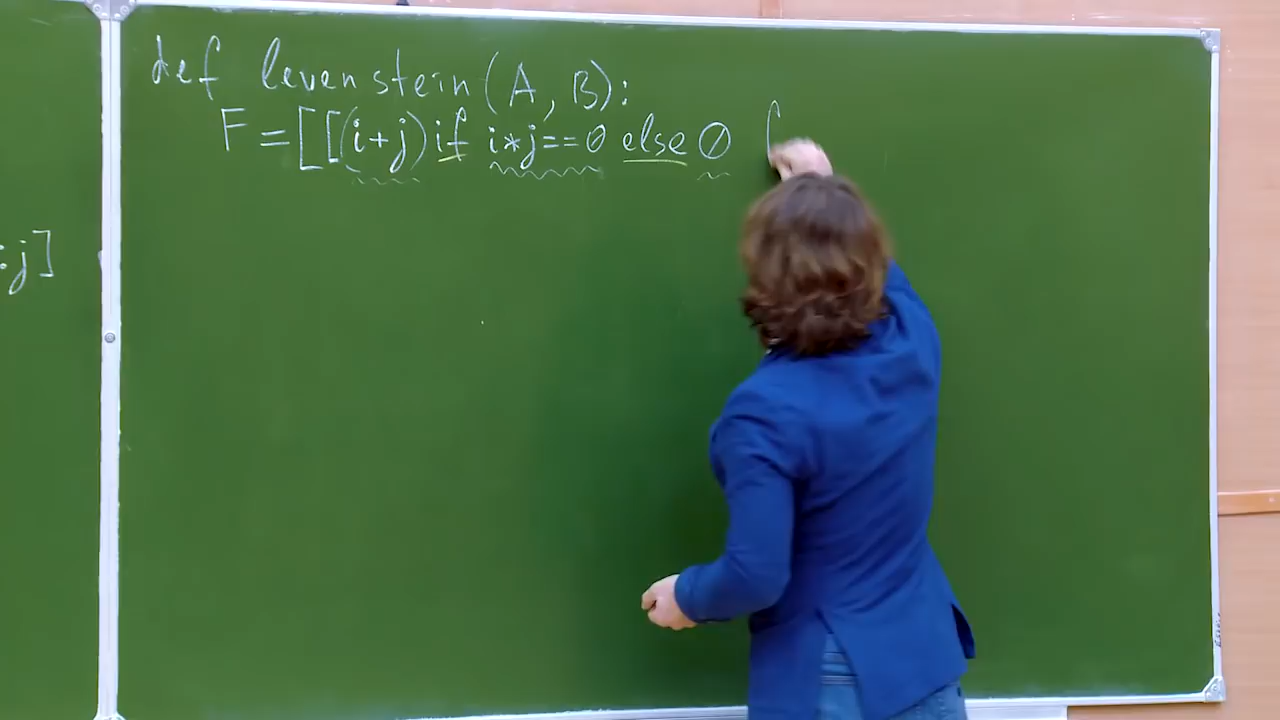 :j]
def levenstein(A, B):
F = [[(i+j) if i*j==0 else 0 f